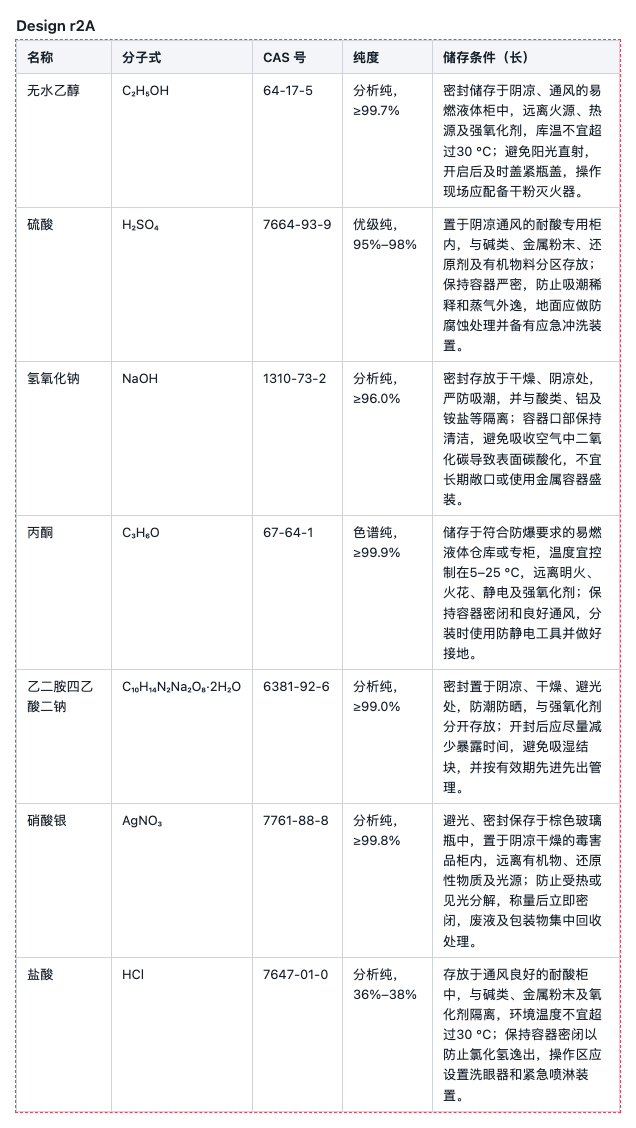 Design r2A
名称 分子式 CAS 号 纯度 储存条件（长）
无水乙醇 C₂H₅OH 64-17-5 分析纯， 密封储存于阴凉、通风的易
≥99.7% 燃液体柜中，远离火源、热
源及强氧化剂，库温不宜超
过30 °C；避免阳光直射，
开启后及时盖紧瓶盖，操作
现场应配备干粉灭火器。
硫酸 H₂SO₄ 7664-93-9 优级纯， 置于阴凉通风的耐酸专用柜
95%–98% 内，与碱类、金属粉末、还
原剂及有机物料分区存放；
保持容器严密，防止吸潮稀
释和蒸气外逸，地面应做防
腐蚀处理并备有应急冲洗装
置。
氢氧化钠 NaOH 1310-73-2 分析纯， 密封存放于干燥、阴凉处，
≥96.0% 严防吸潮，并与酸类、铝及
铵盐等隔离；容器口部保持
清洁，避免吸收空气中二氧
化碳导致表面碳酸化，不宜
长期敞口或使用金属容器盛
装。
丙酮 C₃H₆O 67-64-1 色谱纯， 储存于符合防爆要求的易燃
≥99.9% 液体仓库或专柜，温度宜控
制在5–25 °C，远离明火、
火花、静电及强氧化剂；保
持容器密闭和良好通风，分
装时使用防静电工具并做好
接地。
乙二胺四乙 C₁₀H₁₄N₂Na₂O₈·2H₂O 6381-92-6 分析纯， 密封置于阴凉、干燥、避光
酸二钠 ≥99.0% 处，防潮防晒，与强氧化剂
分开存放；开封后应尽量减
少暴露时间，避免吸湿结
块，并按有效期先进先出管
理。
硝酸银 AgNO₃ 7761-88-8 分析纯， 避光、密封保存于棕色玻璃
≥99.8% 瓶中，置于阴凉干燥的毒害
品柜内，远离有机物、还原
性物质及光源；防止受热或
见光分解，称量后立即密
闭，废液及包装物集中回收
处理。
盐酸 HCl 7647-01-0 分析纯， 存放于通风良好的耐酸柜
36%–38% 中，与碱类、金属粉末及氧
化剂隔离，环境温度不宜超
过30 °C；保持容器密闭以
防止氯化氢逸出，操作区应
设置洗眼器和紧急喷淋装
置。